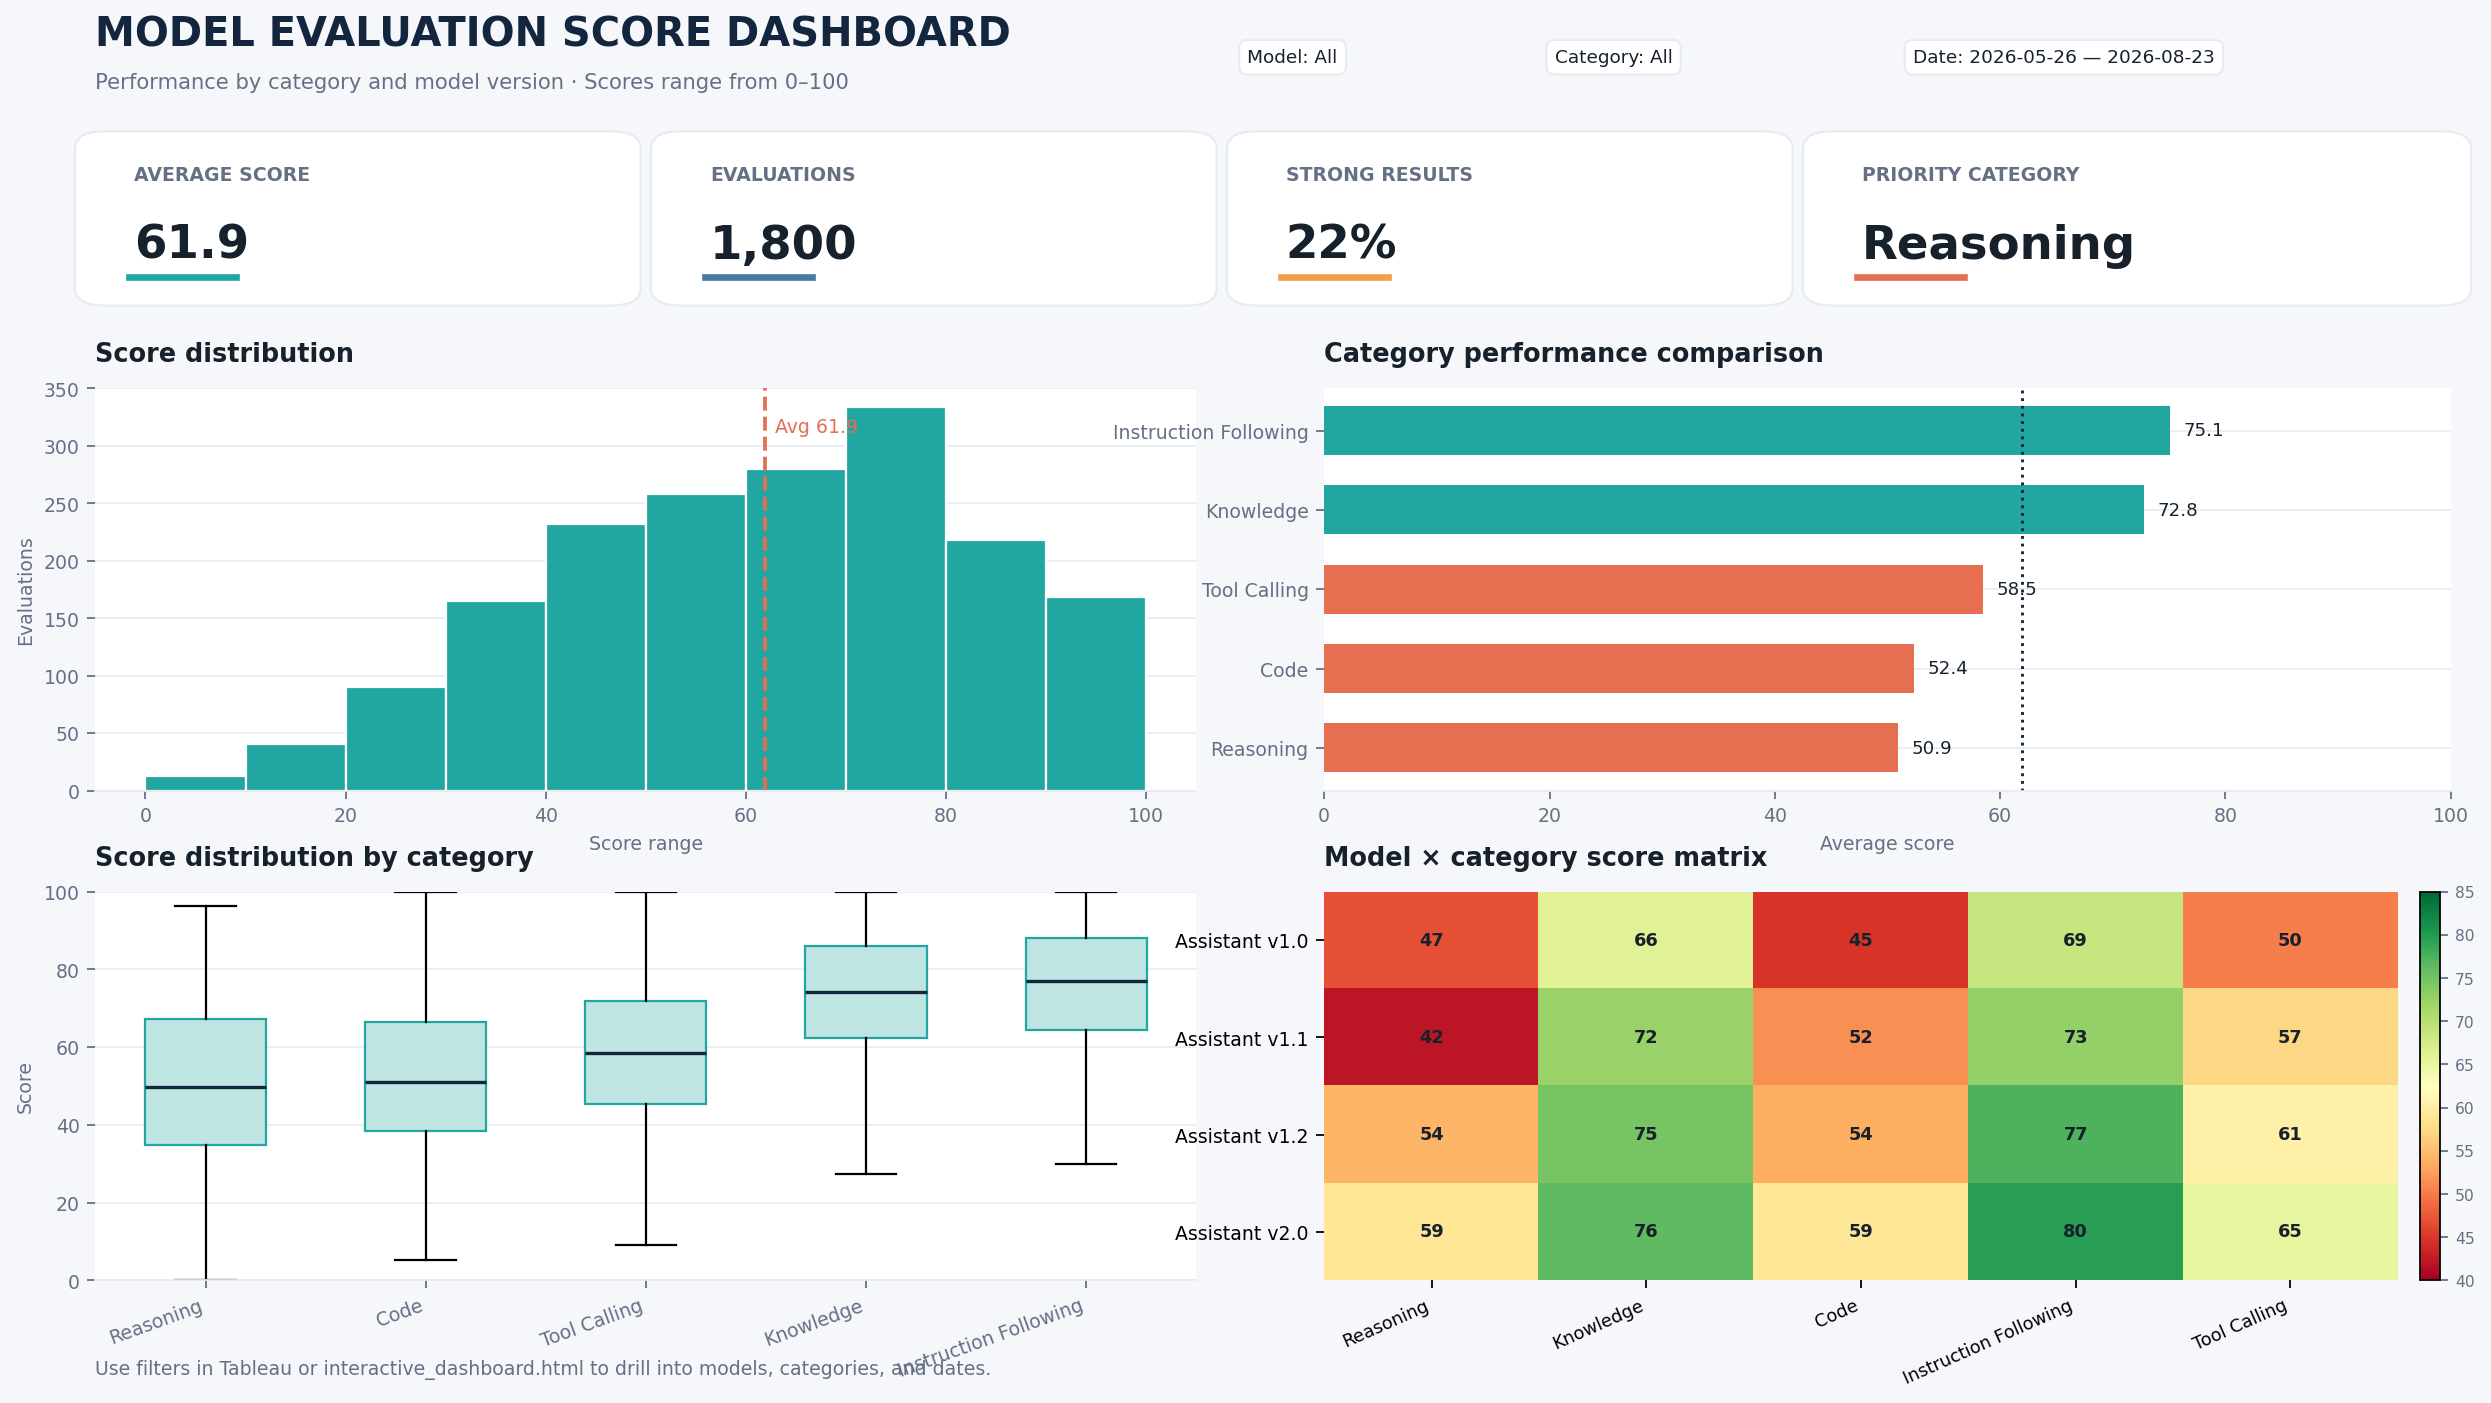 MODEL EVALUATION SCORE DASHBOARD
Performance by category and model version · Scores range from 0–100
Model: All
Category: All
Date: 2026-05-26 — 2026-08-23
AVERAGE SCORE
61.9
EVALUATIONS
1,800
STRONG RESULTS
22%
PRIORITY CATEGORY
Reasoning
Score distribution
350
300
250
200
150
100
50
0
Evaluations
Avg 61.9
0 20 40 60 80 100
Score range
Category performance comparison
Instruction Following 75.1
Knowledge 72.8
Tool Calling 58.5
Code 52.4
Reasoning 50.9
0 20 40 60 80 100
Average score
Score distribution by category
100
80
60
40
20
0
Score
Reasoning Code Tool Calling Knowledge Instruction Following
Model × category score matrix
Assistant v1.0 47 66 45 69 50
Assistant v1.1 42 72 52 73 57
Assistant v1.2 54 75 54 77 61
Assistant v2.0 59 76 59 80 65
Reasoning Knowledge Code Instruction Following Tool Calling
85
80
75
70
65
60
55
50
45
40
Use filters in Tableau or interactive_dashboard.html to drill into models, categories, and dates.